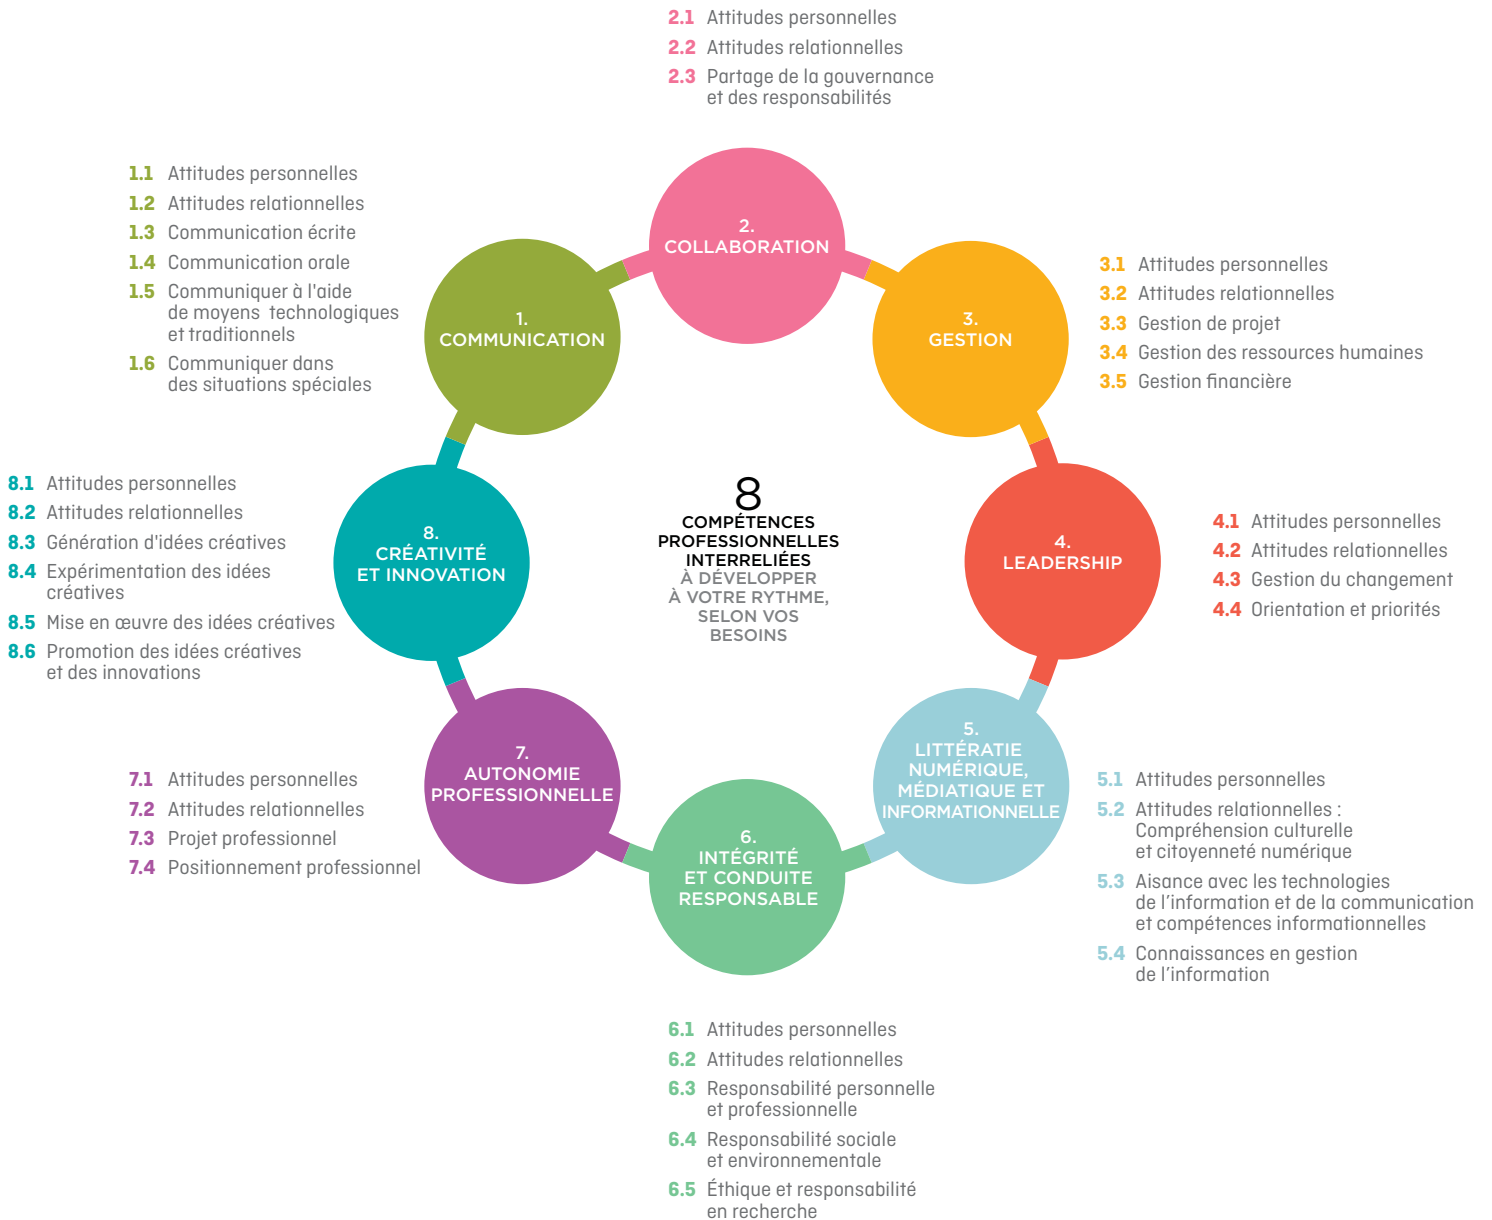 2.1 Attitudes personnelles
2.2 Attitudes relationnelles
2.3 Partage de la gouvernance
et des responsabilités
1.1 Attitudes personnelles
1.2 Attitudes relationnelles
1.3 Communication écrite
1.4 Communication orale
1.5 Communiquer à l'aide
de moyens technologiques
et traditionnels
1.6 Communiquer dans
des situations spéciales
2.
COLLABORATION
1.
COMMUNICATION
3.
GESTION
3.1 Attitudes personnelles
3.2 Attitudes relationnelles
3.3 Gestion de projet
3.4 Gestion des ressources humaines
3.5 Gestion financière
8.1 Attitudes personnelles
8.2 Attitudes relationnelles
8.3 Génération d'idées créatives
8.4 Expérimentation des idées
créatives
8.5 Mise en œuvre des idées créatives
8.6 Promotion des idées créatives
et des innovations
8.
CRÉATIVITÉ
ET INNOVATION
8
COMPÉTENCES
PROFESSIONNELLES
INTERRELIÉES
À DÉVELOPPER
À VOTRE RYTHME,
SELON VOS
BESOINS
4.
LEADERSHIP
4.1 Attitudes personnelles
4.2 Attitudes relationnelles
4.3 Gestion du changement
4.4 Orientation et priorités
7.1 Attitudes personnelles
7.2 Attitudes relationnelles
7.3 Projet professionnel
7.4 Positionnement professionnel
7.
AUTONOMIE
PROFESSIONNELLE
6.
INTÉGRITÉ
ET CONDUITE
RESPONSABLE
5.
LITTÉRATIE
NUMÉRIQUE,
MÉDIATIQUE ET
INFORMATIONNELLE
5.1 Attitudes personnelles
5.2 Attitudes relationnelles :
Compréhension culturelle
et citoyenneté numérique
5.3 Aisance avec les technologies
de l’information et de la communication
et compétences informationnelles
5.4 Connaissances en gestion
de l’information
6.1 Attitudes personnelles
6.2 Attitudes relationnelles
6.3 Responsabilité personnelle
et professionnelle
6.4 Responsabilité sociale
et environnementale
6.5 Éthique et responsabilité
en recherche